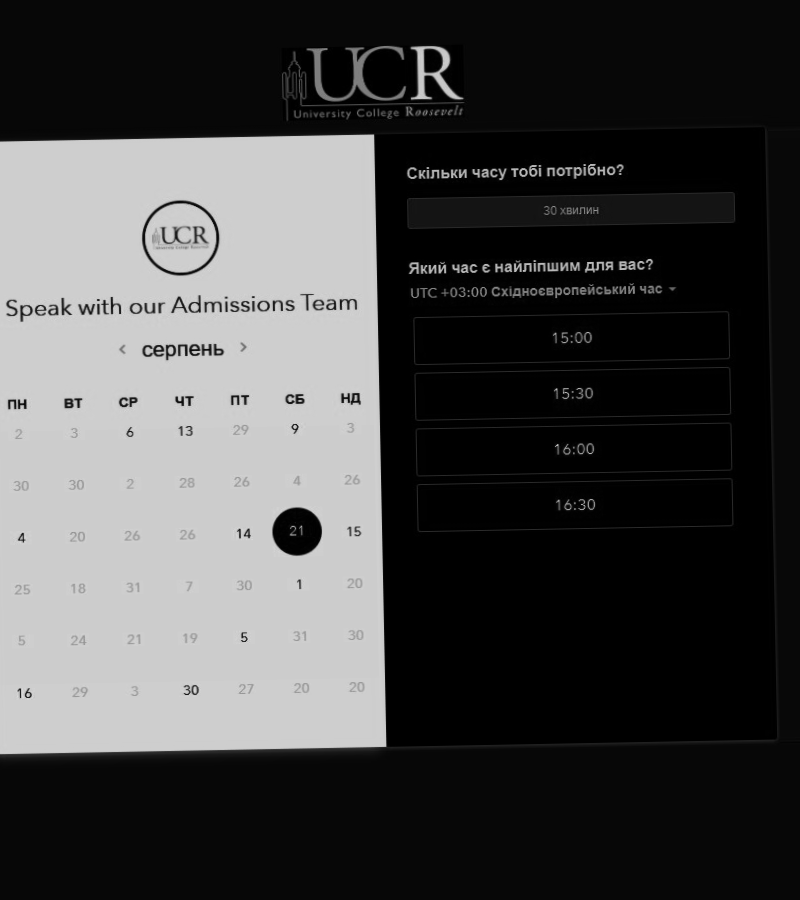 UCR
University College Roosevelt
UCR
University College Roosevelt
Speak with our Admissions Team
серпень
ПН ВТ СР ЧТ ПТ СБ НД
2 3 6 13 29 9 3
30 30 2 28 26 4 26
4 20 26 26 14 21 15
25 18 31 7 30 1 20
5 24 21 19 5 31 30
16 29 3 30 27 20 20
Скільки часу тобі потрібно?
30 хвилин
Який час є найліпшим для вас?
UTC +03:00 Східноєвропейський час
15:00
15:30
16:00
16:30